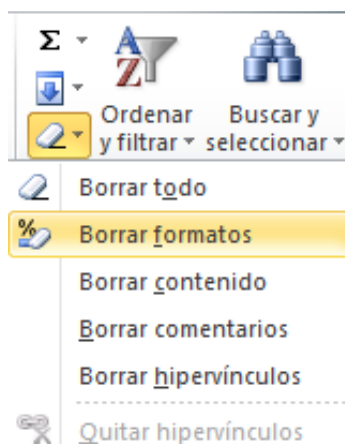 Σ
Ordenar
y filtrar
Buscar y
seleccionar
Borrar todo
% Borrar formatos
Borrar contenido
Borrar comentarios
Borrar hipervínculos
Quitar hipervínculos